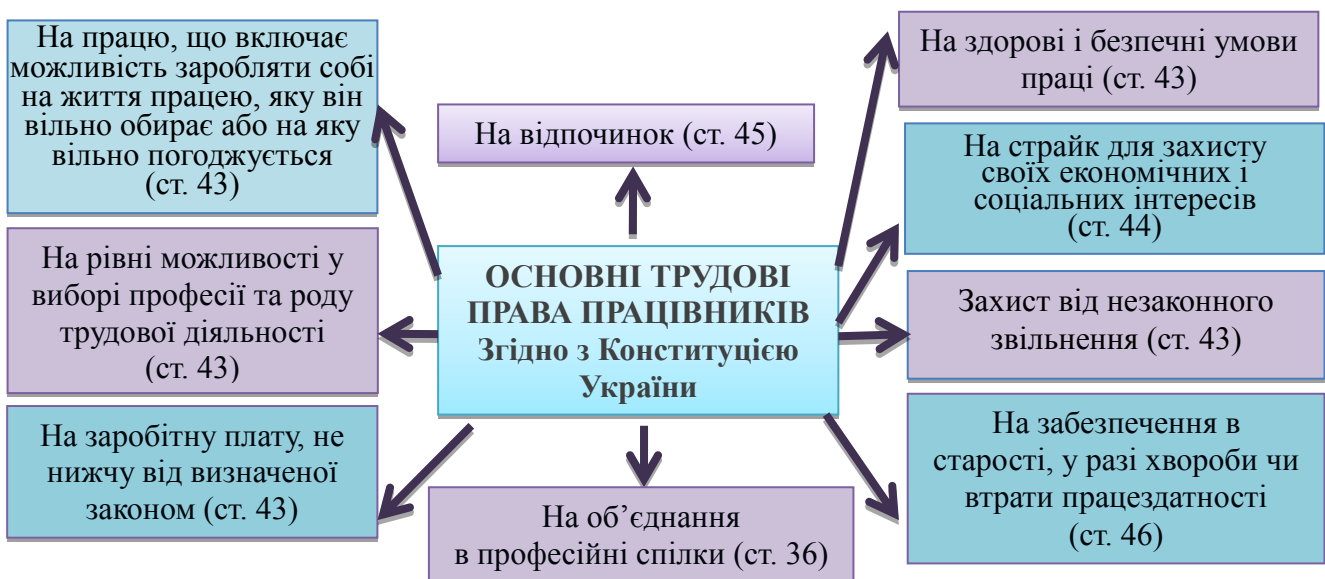 На працю, що включає
можливість заробляти собі
на життя працею, яку він
вільно обирає або на яку
вільно погоджується
(ст. 43)
На відпочинок (ст. 45)
На здорові і безпечні умови
праці (ст. 43)
На страйк для захисту
своїх економічних і
соціальних інтересів
(ст. 44)
На рівні можливості у
виборі професії та роду
трудової діяльності
(ст. 43)
ОСНОВНІ ТРУДОВІ
ПРАВА ПРАЦІВНИКІВ
Згідно з Конституцією
України
Захист від незаконного
звільнення (ст. 43)
На заробітну плату, не
нижчу від визначеної
законом (ст. 43)
На об’єднання
в професійні спілки (ст. 36)
На забезпечення в
старості, у разі хвороби чи
втрати працездатності
(ст. 46)